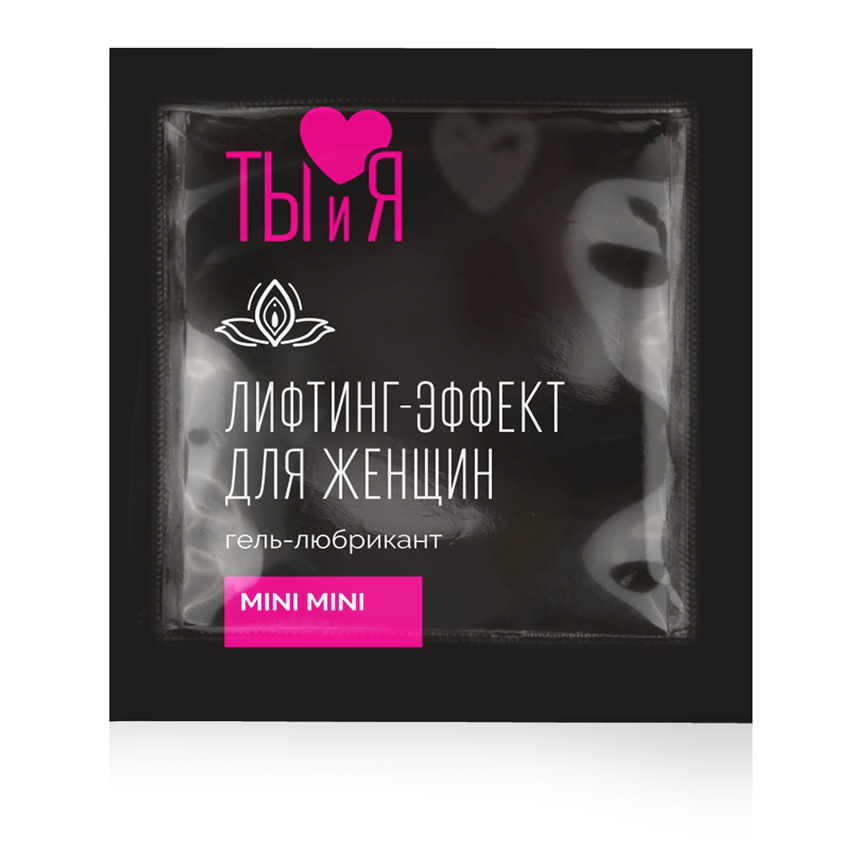 ТЫ и Я
ЛИФТИНГ-ЭФФЕКТ
ДЛЯ ЖЕНЩИН
гель-любрикант
MINI MINI